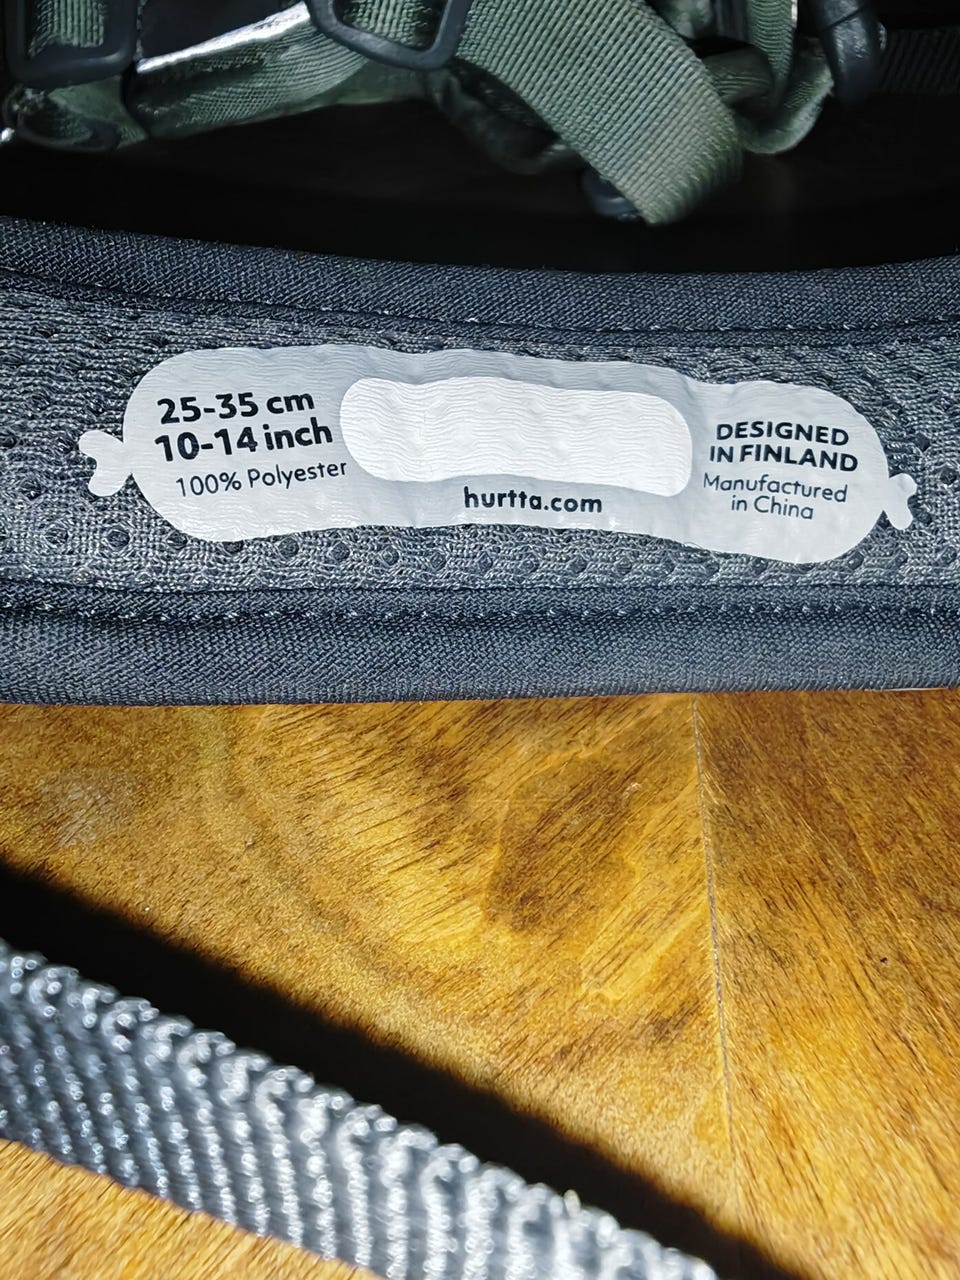 25-35 cm
10-14 inch
100% Polyester
hurtta.com
DESIGNED
IN FINLAND
Manufactured
in China